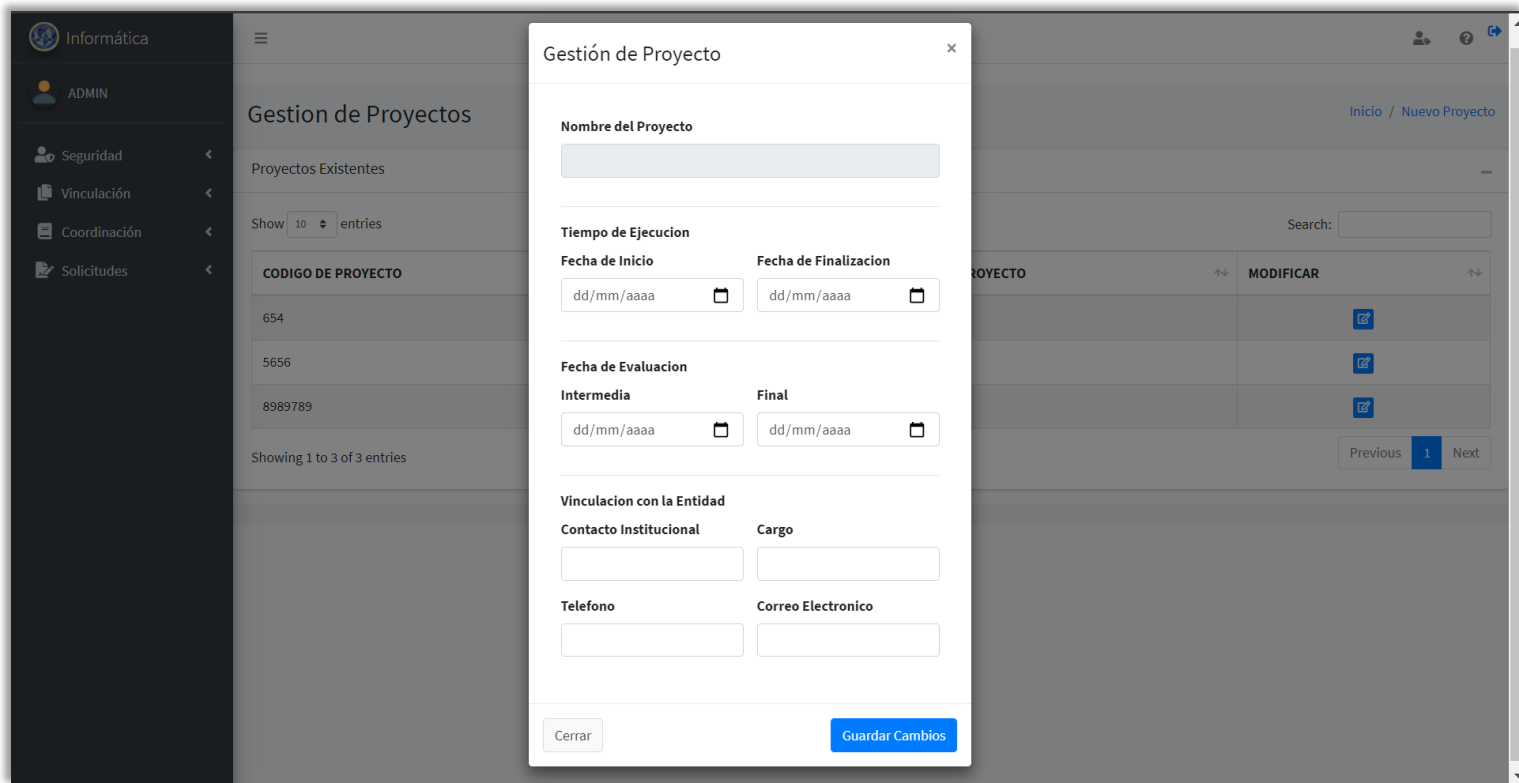 Informática
ADMIN
Seguridad
Vinculación
Coordinación
Solicitudes
Gestion de Proyectos
Inicio / Nuevo Proyecto
Proyectos Existentes
Show 10 entries
Search:
CODIGO DE PROYECTO
ROYECTO
MODIFICAR
654
5656
8989789
Showing 1 to 3 of 3 entries
Previous 1 Next
Gestión de Proyecto ×
Nombre del Proyecto
Tiempo de Ejecucion
Fecha de Inicio Fecha de Finalizacion
dd/mm/aaaa dd/mm/aaaa
Fecha de Evaluacion
Intermedia Final
dd/mm/aaaa dd/mm/aaaa
Vinculacion con la Entidad
Contacto Institucional Cargo
Telefono Correo Electronico
Cerrar Guardar Cambios